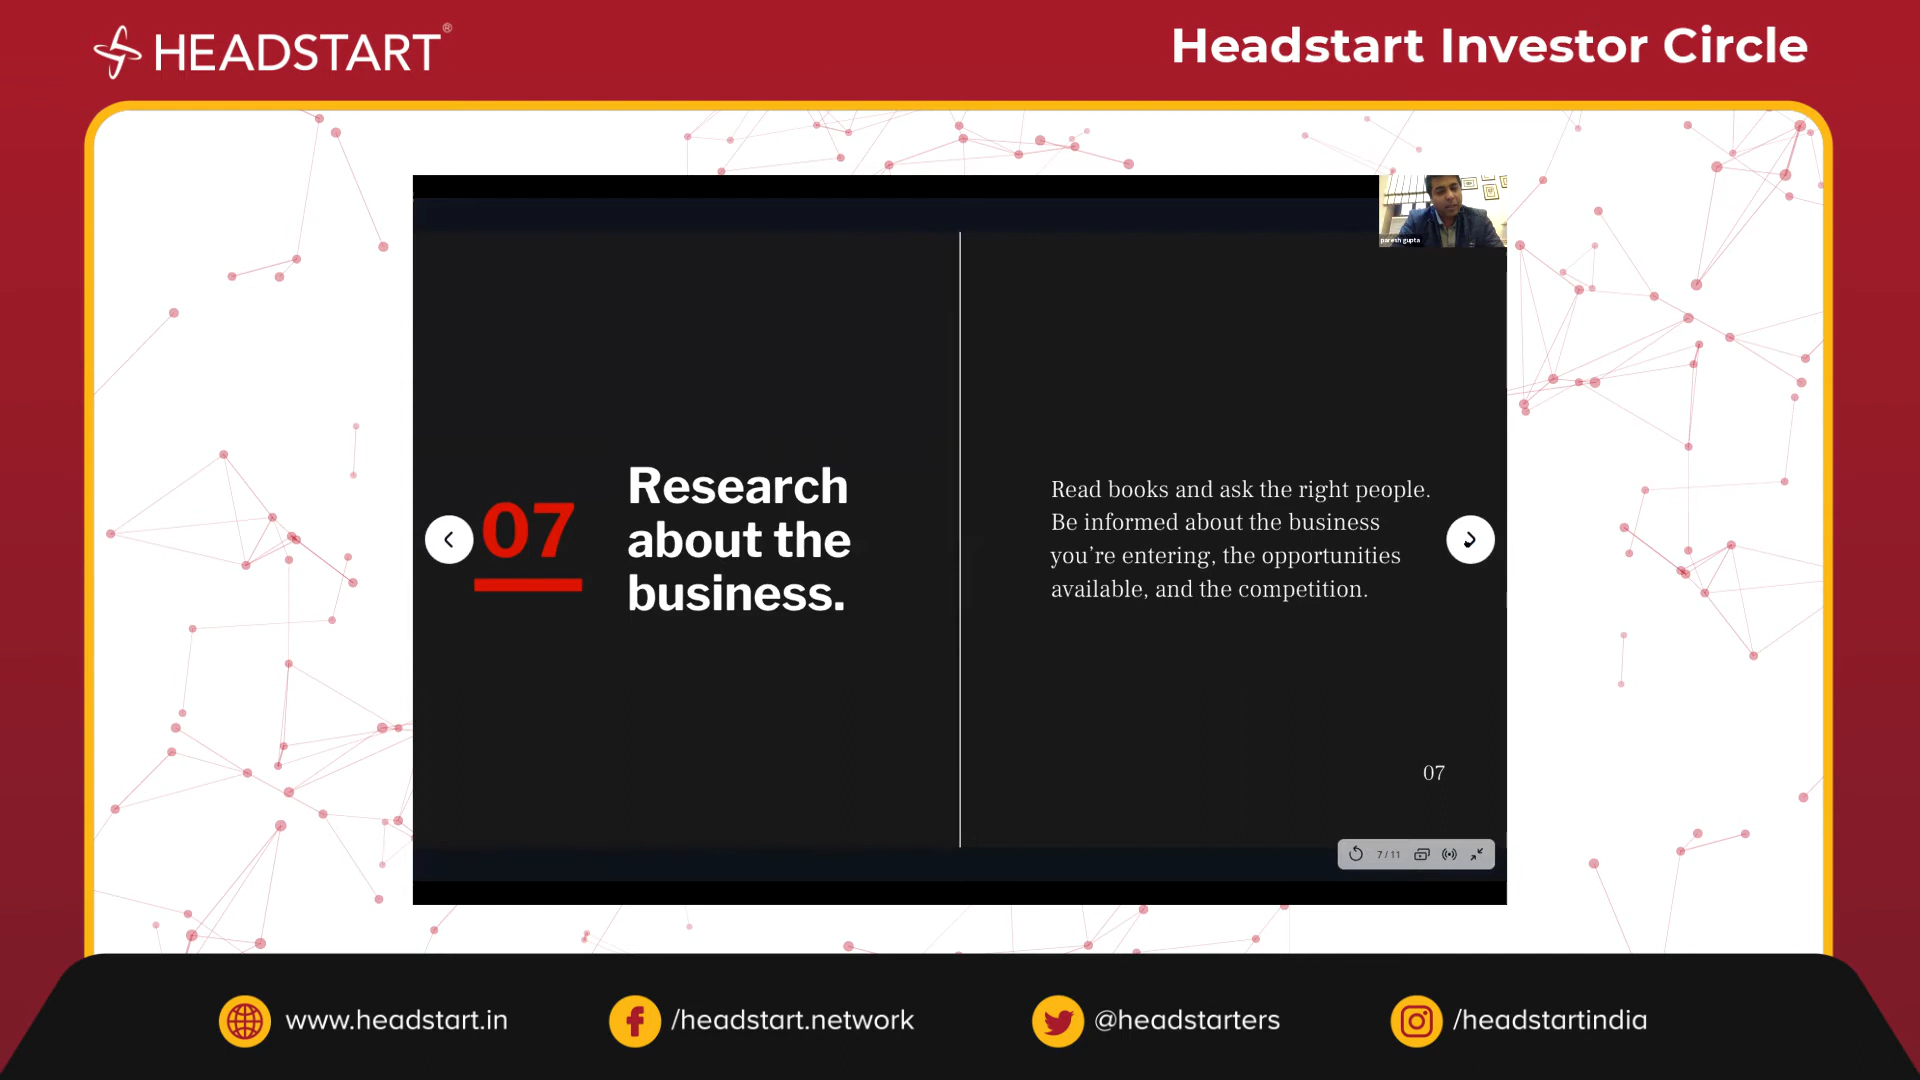 HEADSTART®
Headstart Investor Circle
paresh gupta
07
Research
about the
business.
Read books and ask the right people.
Be informed about the business
you’re entering, the opportunities
available, and the competition.
07
7 / 11
www.headstart.in
/headstart.network
@headstarters
/headstartindia